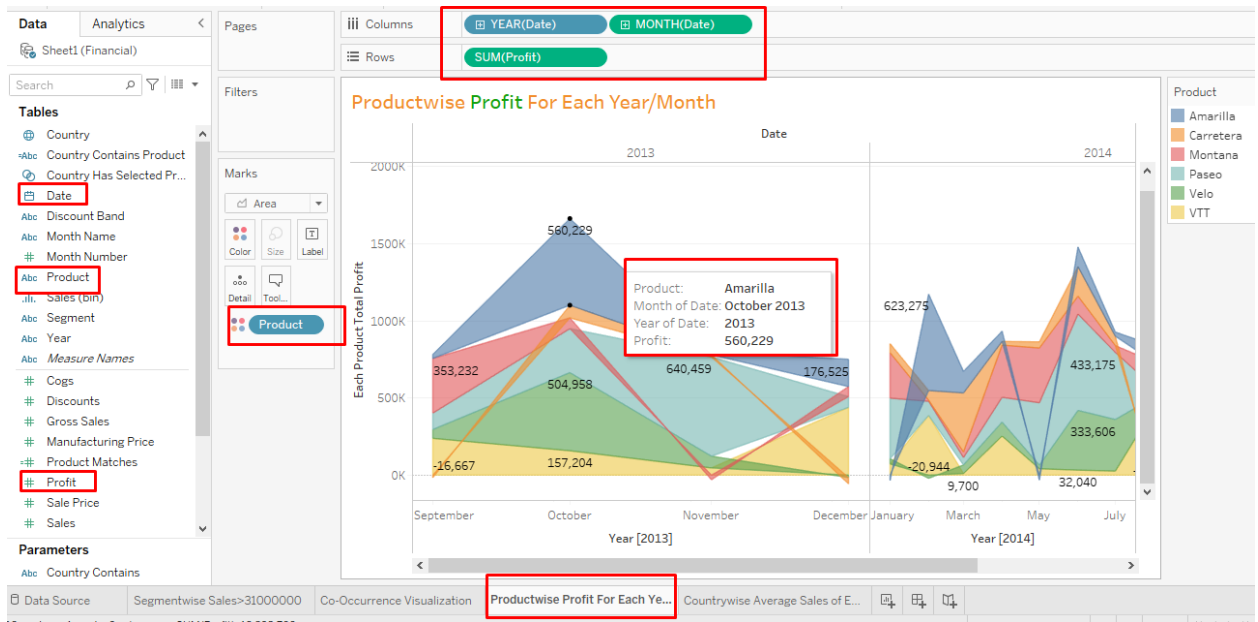 Data Analytics
Sheet1 (Financial)
Search
Tables
Country
Abc Country Contains Product
Country Has Selected Pr...
Date
Abc Discount Band
Abc Month Name
# Month Number
Abc Product
Sales (bin)
Abc Segment
Abc Year
Abc Measure Names
# Cogs
# Discounts
# Gross Sales
# Manufacturing Price
# Product Matches
# Profit
# Sale Price
# Sales
Parameters
Abc Country Contains
Pages
Filters
Marks
Area
Color Size Label
Detail Tool...
Product
Columns YEAR(Date) MONTH(Date)
Rows SUM(Profit)
Productwise Profit For Each Year/Month
Date
2013 2014
Each Product Total Profit
2000K
1500K
1000K
500K
0K
560,229
353,232
504,958
640,459
176,525
-16,667
157,204
623,275
433,175
333,606
-20,944
9,700
32,040
Product: Amarilla
Month of Date: October 2013
Year of Date: 2013
Profit: 560,229
September October November December January March May July
Year [2013] Year [2014]
Product
Amarilla
Carretera
Montana
Paseo
Velo
VTT
Data Source Segmentwise Sales>31000000 Co-Occurrence Visualization Productwise Profit For Each Ye... Countrywise Average Sales of E...